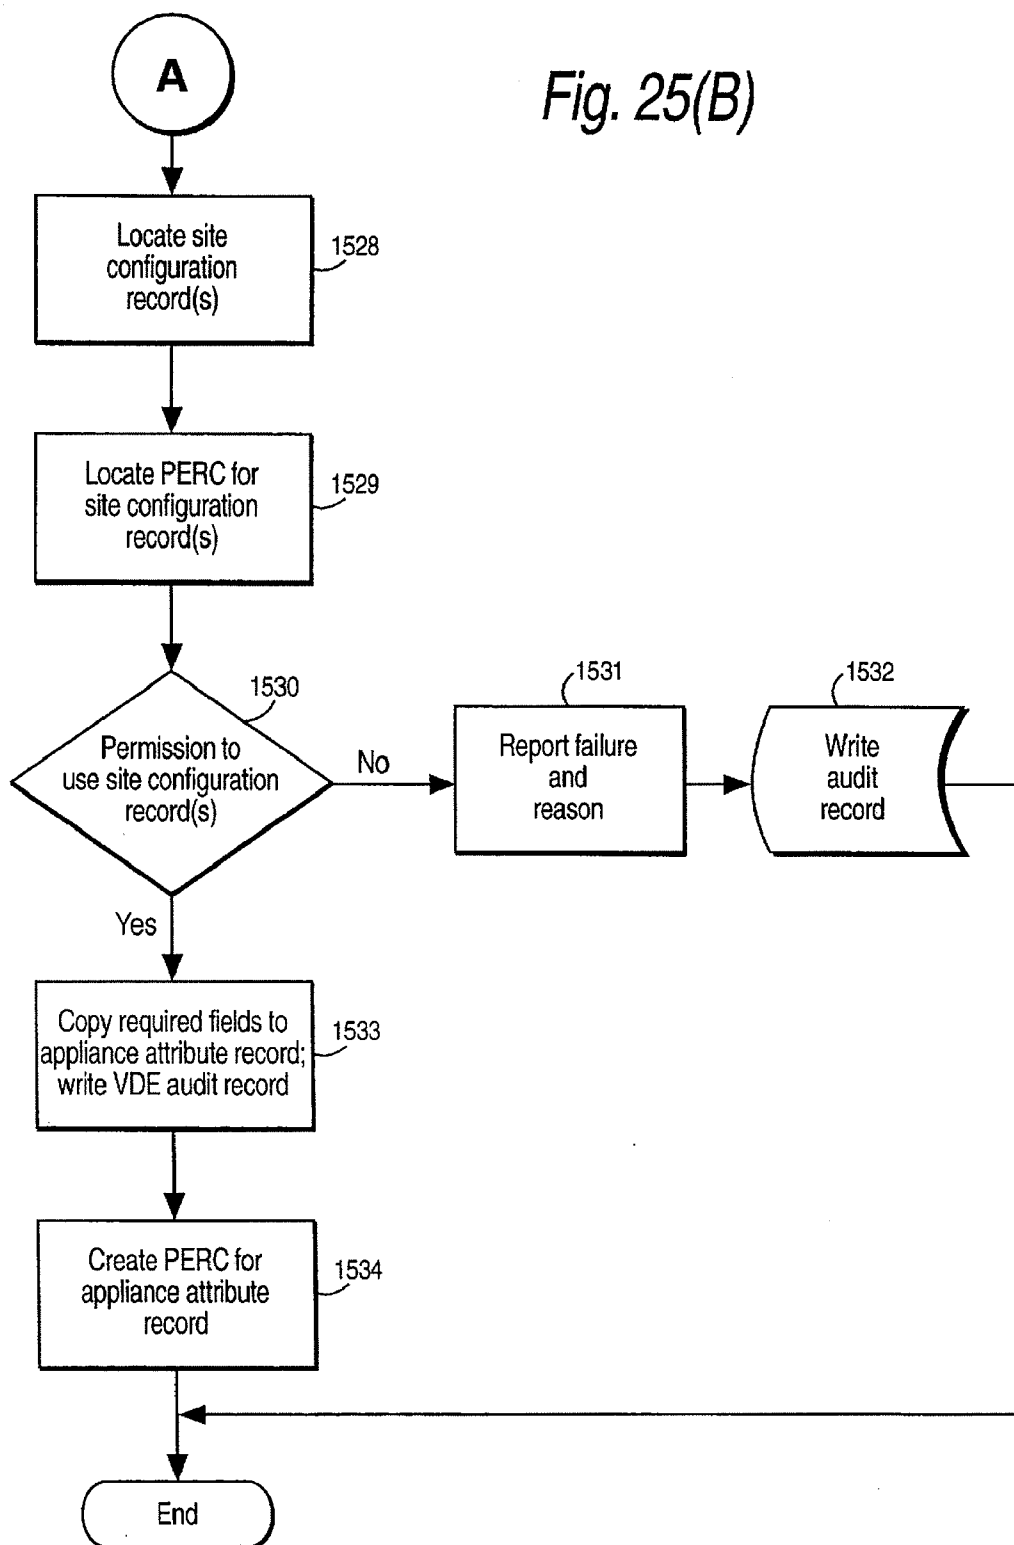 A
Fig. 25(B)
Locate site
configuration
record(s)
1528
Locate PERC for
site configuration
record(s)
1529
Permission to
use site configuration
record(s)
1530
No
Report failure
and
reason
1531
Write
audit
record
1532
Yes
Copy required fields to
appliance attribute record;
write VDE audit record
1533
Create PERC for
appliance attribute
record
1534
End